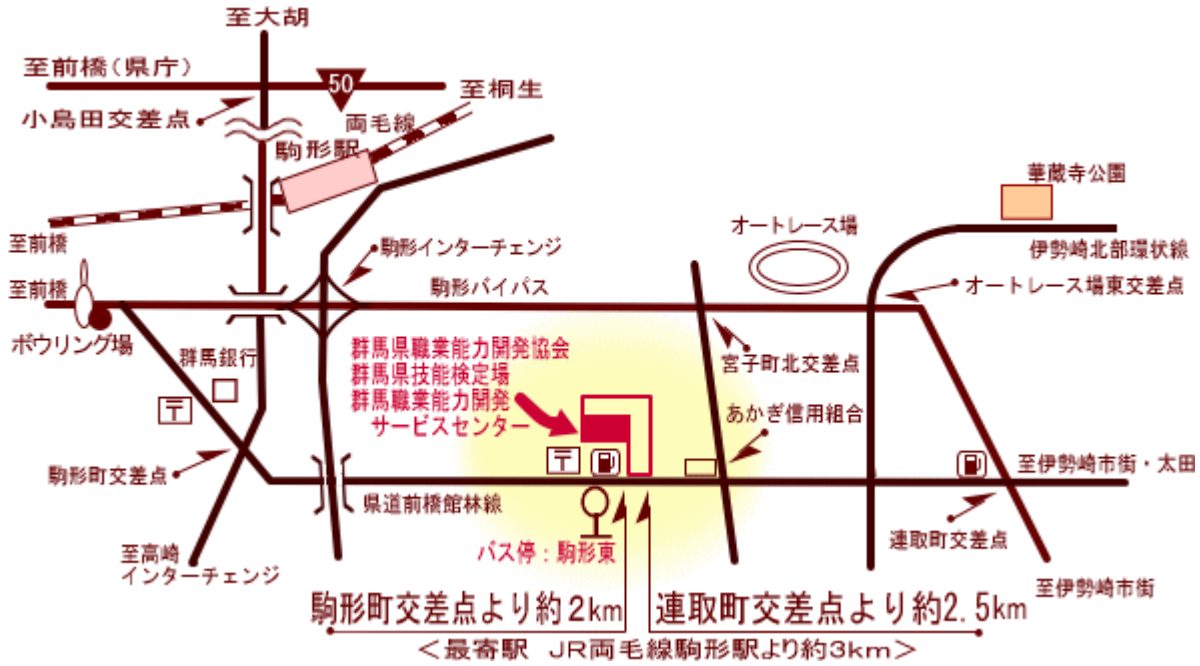 至大胡
至前橋(県庁)
50
至桐生
小島田交差点
両毛線
駒形駅
華蔵寺公園
至前橋
駒形インターチェンジ
オートレース場
伊勢崎北部環状線
至前橋
駒形バイパス
オートレース場東交差点
ボウリング場
群馬銀行
群馬県職業能力開発協会
群馬県技能検定場
群馬職業能力開発
サービスセンター
宮子町北交差点
あかぎ信用組合
〒
〒
駒形町交差点
至伊勢崎市街・太田
県道前橋館林線
連取町交差点
バス停:駒形東
至高崎
インターチェンジ
至伊勢崎市街
駒形町交差点より約2km
連取町交差点より約2.5km
<最寄駅 JR両毛線駒形駅より約3km>